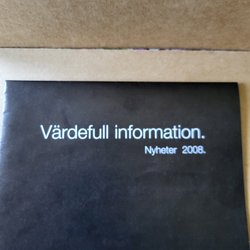 Värdefull information.
Nyheter 2008.